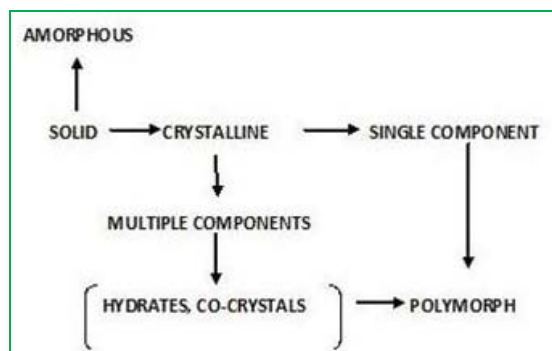 AMORPHOUS
SOLID CRYSTALLINE SINGLE COMPONENT
MULTIPLE COMPONENTS
HYDRATES, CO-CRYSTALS POLYMORPH